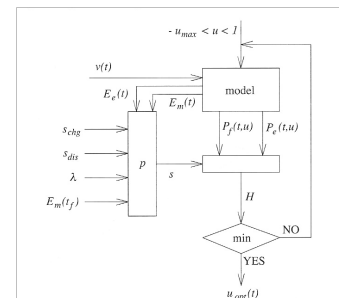 - u_max < u < 1
v(t)
model
E_e(t)
E_m(t)
P_f(t,u)
P_e(t,u)
s_chg
s_dis
λ
E_m(t_f)
p
s
H
min
NO
YES
u_opt(t)